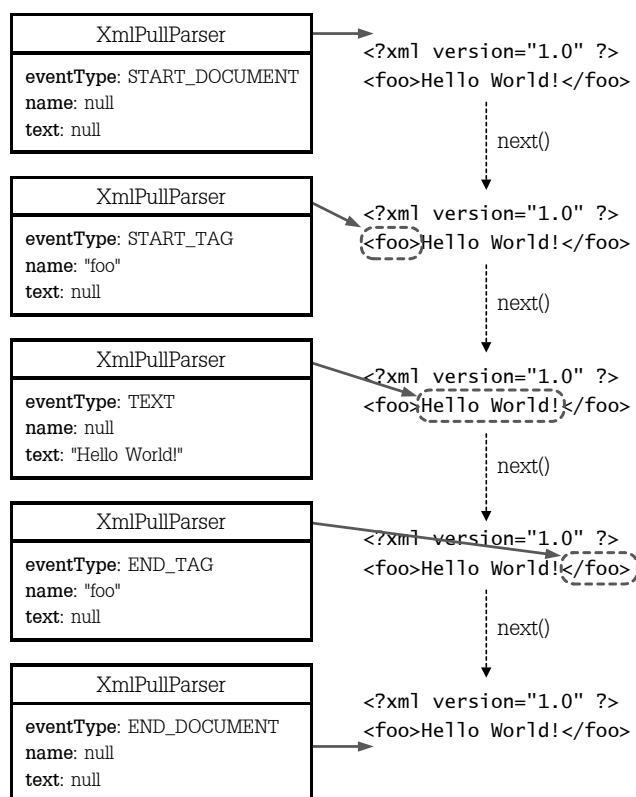 XmlPullParser
eventType: START_DOCUMENT
name: null
text: null
<?xml version="1.0" ?>
<foo>Hello World!</foo>
next()
XmlPullParser
eventType: START_TAG
name: "foo"
text: null
<?xml version="1.0" ?>
<foo>Hello World!</foo>
next()
XmlPullParser
eventType: TEXT
name: null
text: "Hello World!"
<?xml version="1.0" ?>
<foo>Hello World!</foo>
next()
XmlPullParser
eventType: END_TAG
name: "foo"
text: null
<?xml version="1.0" ?>
<foo>Hello World!</foo>
next()
XmlPullParser
eventType: END_DOCUMENT
name: null
text: null
<?xml version="1.0" ?>
<foo>Hello World!</foo>